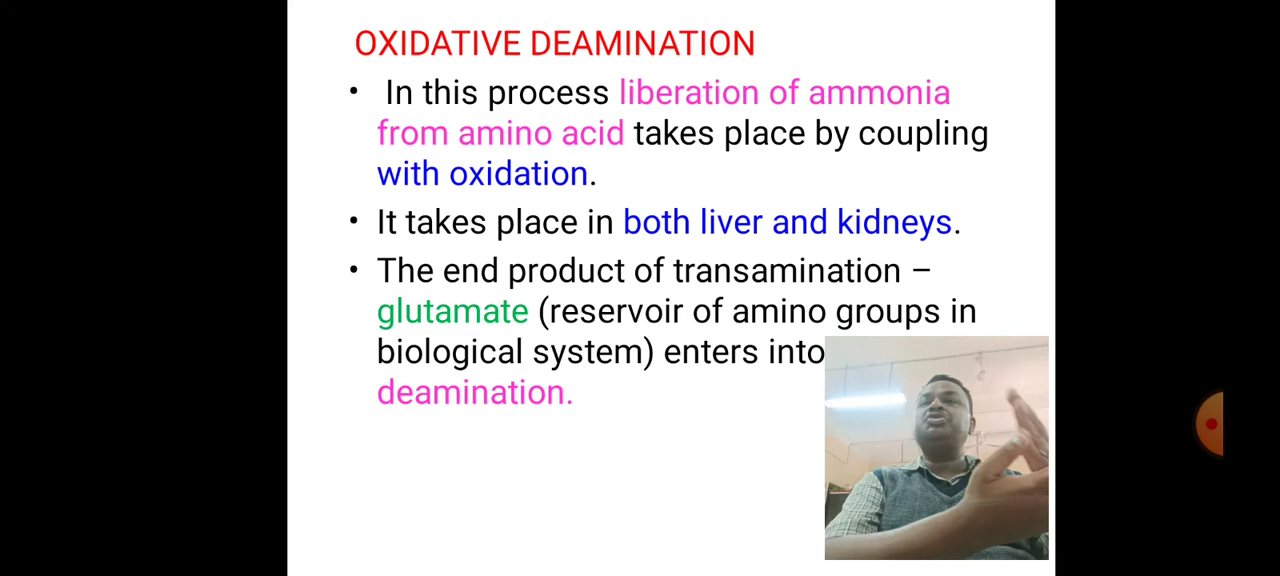 OXIDATIVE DEAMINATION
• In this process liberation of ammonia
from amino acid takes place by coupling
with oxidation.
• It takes place in both liver and kidneys.
• The end product of transamination –
glutamate (reservoir of amino groups in
biological system) enters into
deamination.